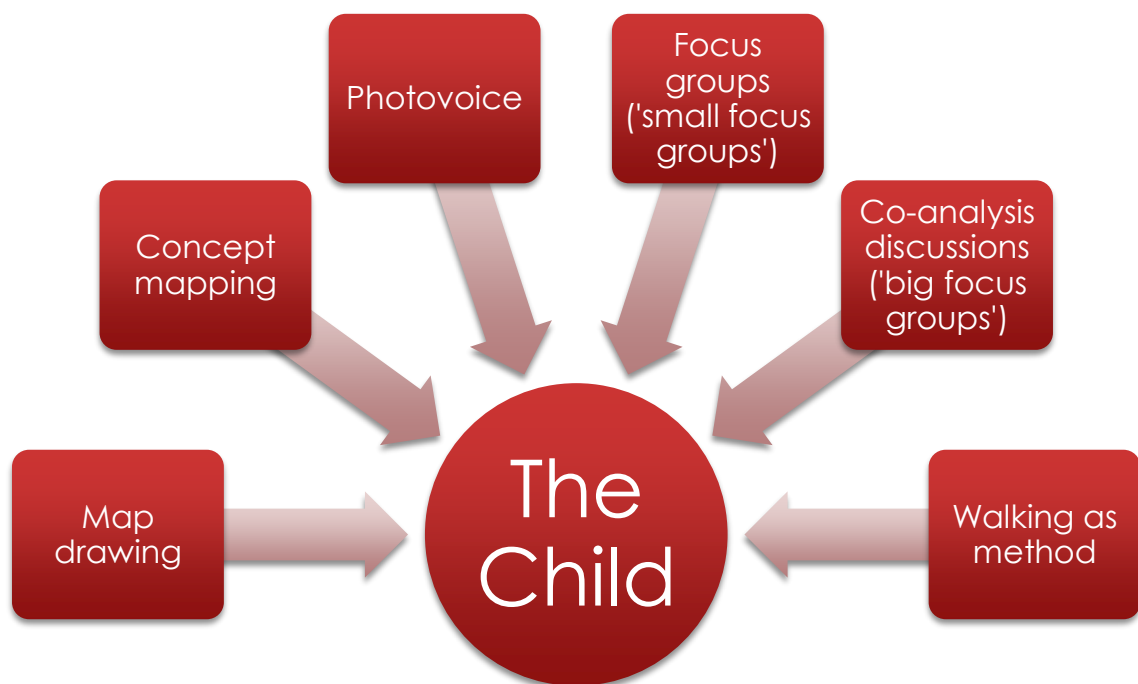 Photovoice
Focus
groups
('small focus
groups')
Concept
mapping
Co-analysis
discussions
('big focus
groups')
Map
drawing
The
Child
Walking as
method